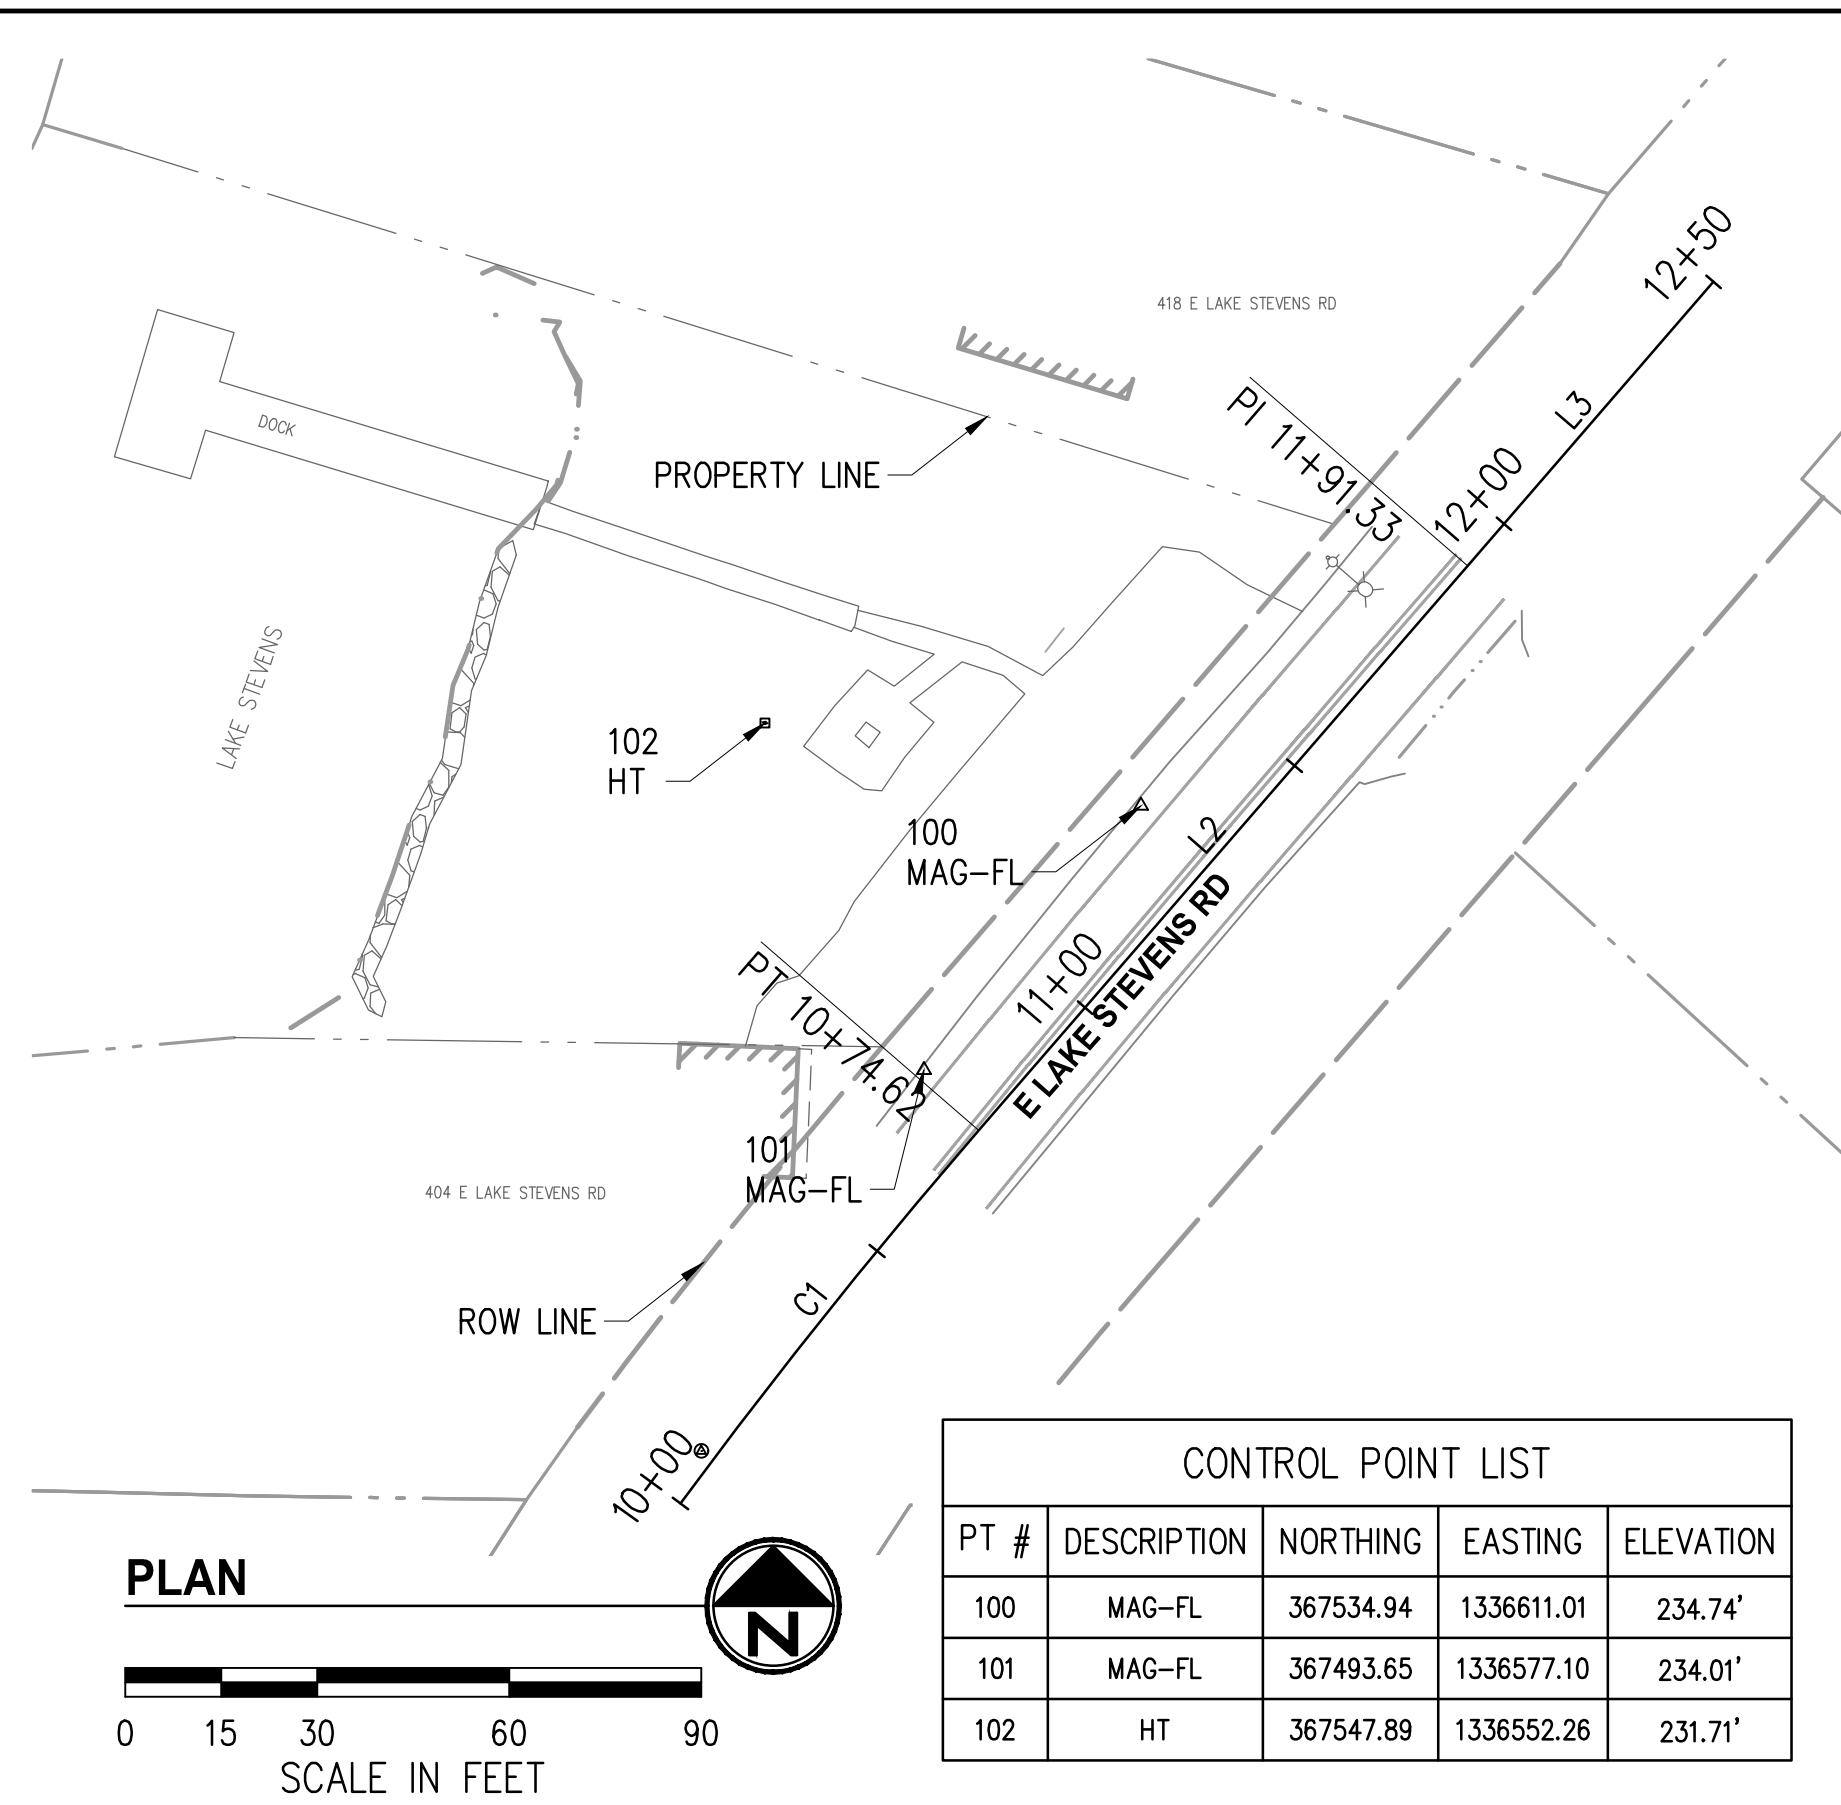 12+50
418 E LAKE STEVENS RD
L3
PI 11+91.33
DOCK
PROPERTY LINE
12+00
LAKE STEVENS
102
HT
100
MAG-FL
L2
E LAKE STEVENS RD
11+00
PT 10+74.62
101
MAG-FL
404 E LAKE STEVENS RD
C1
ROW LINE
10+00
PLAN
N
0 15 30 60 90
SCALE IN FEET
CONTROL POINT LIST
PT # DESCRIPTION NORTHING EASTING ELEVATION
100 MAG-FL 367534.94 1336611.01 234.74'
101 MAG-FL 367493.65 1336577.10 234.01'
102 HT 367547.89 1336552.26 231.71'